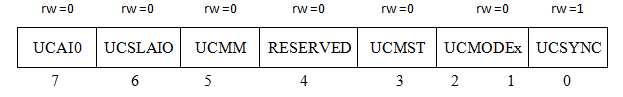 rw =0 rw =0 rw =0 rw =0 rw =0 rw =0 rw =1
UCAI0 UCSLAIO UCMM RESERVED UCMST UCMODEx UCSYNC
7 6 5 4 3 2 1 0